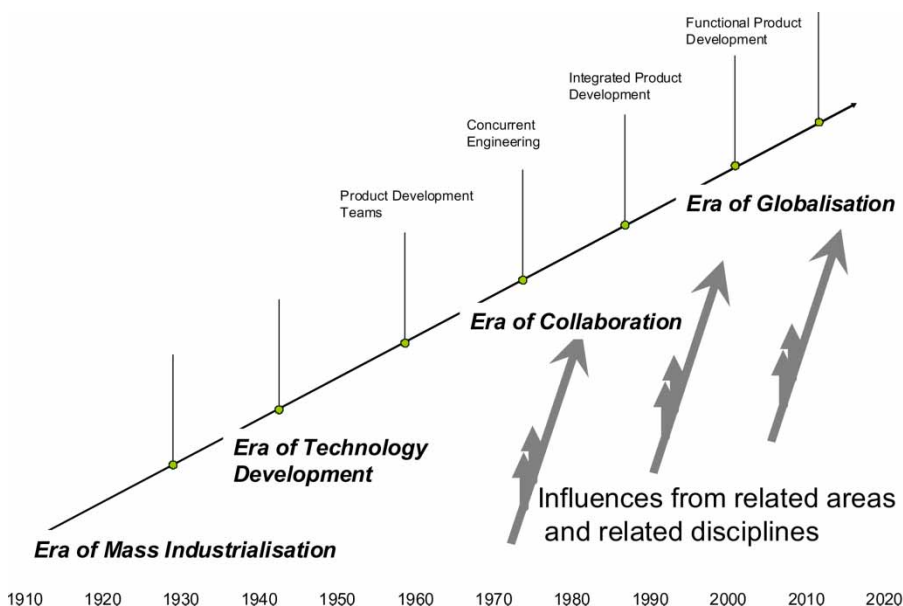 Functional Product
Development
Integrated Product
Development
Concurrent
Engineering
Product Development
Teams
Era of Globalisation
Era of Collaboration
Era of Technology
Development
Influences from related areas
and related disciplines
Era of Mass Industrialisation
1910 1920 1930 1940 1950 1960 1970 1980 1990 2000 2010 2020